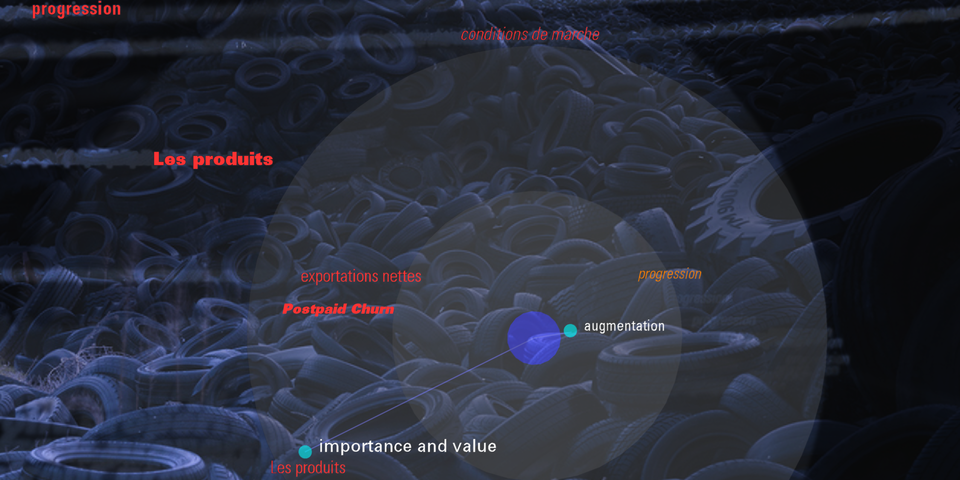 progression
conditions de marche
Les produits
exportations nettes
progression
Postpaid Churn
augmentation
importance and value
Les produits